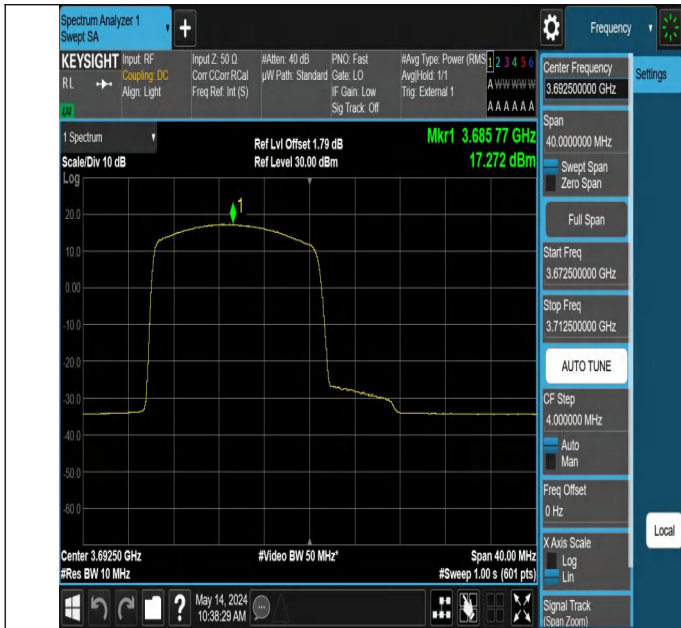 Spectrum Analyzer 1
Swept SA
+
Frequency
KEYSIGHT
RL
LXI
Input: RF
Coupling: DC
Align: Light
Input Z: 50 Ω
Corr CCorr RCal
Freq Ref: Int (S)
#Atten: 40 dB
µW Path: Standard
PNO: Fast
Gate: LO
IF Gain: Low
Sig Track: Off
#Avg Type: Power (RMS
Avg|Hold: 1/1
Trig: External 1
1 2 3 4 5 6
A W W W W W
A A A A A A
Center Frequency
3.692500000 GHz
Settings
Span
40.0000000 MHz
Swept Span
Zero Span
Full Span
Start Freq
3.672500000 GHz
Stop Freq
3.712500000 GHz
AUTO TUNE
CF Step
4.000000 MHz
Auto
Man
Freq Offset
0 Hz
X Axis Scale
Log
Lin
Local
Signal Track
(Span Zoom)
1 Spectrum
Scale/Div 10 dB
Log
Ref Lvl Offset 1.79 dB
Ref Level 30.00 dBm
Mkr1 3.685 77 GHz
17.272 dBm
1
20.0
10.0
0.00
-10.0
-20.0
-30.0
-40.0
-50.0
-60.0
Center 3.69250 GHz
#Res BW 10 MHz
#Video BW 50 MHz*
Span 40.00 MHz
#Sweep 1.00 s (601 pts)
?
May 14, 2024
10:38:29 AM